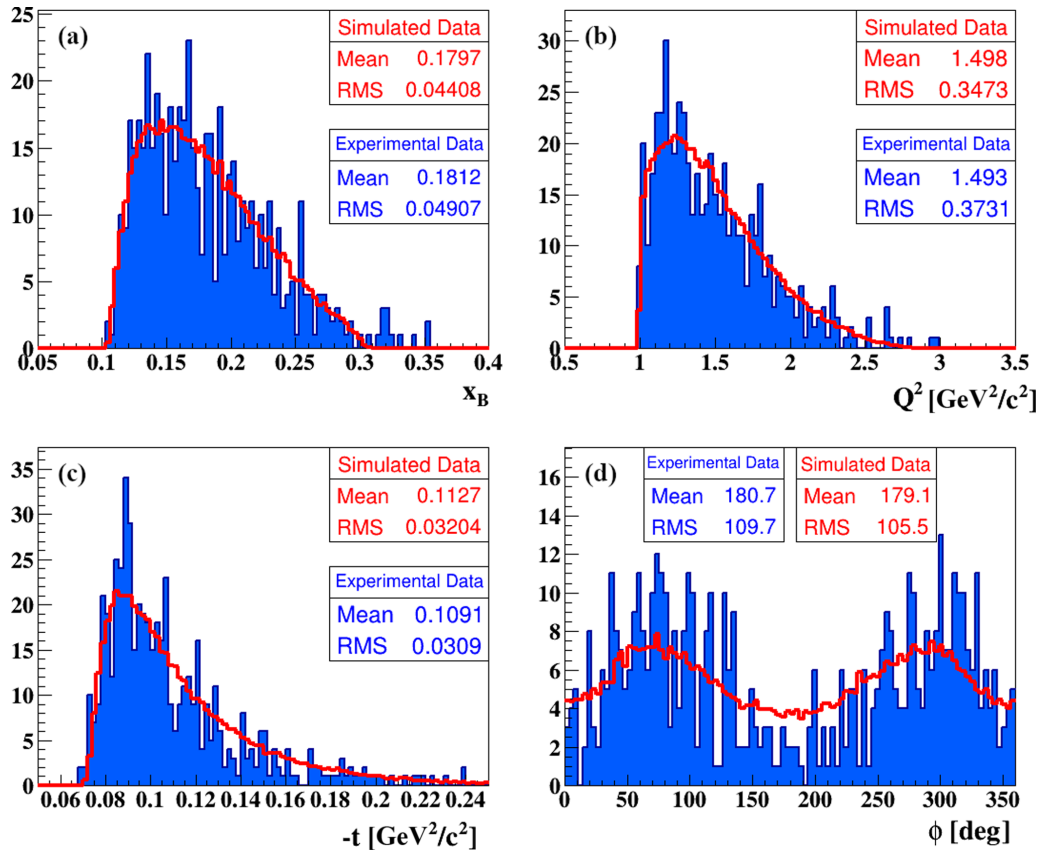 (a)
Simulated Data
Mean 0.1797
RMS 0.04408
Experimental Data
Mean 0.1812
RMS 0.04907
25
20
15
10
5
0
0.05 0.1 0.15 0.2 0.25 0.3 0.35 0.4
x_B
(b)
Simulated Data
Mean 1.498
RMS 0.3473
Experimental Data
Mean 1.493
RMS 0.3731
30
25
20
15
10
5
0
0.5 1 1.5 2 2.5 3 3.5
Q² [GeV²/c²]
(c)
Simulated Data
Mean 0.1127
RMS 0.03204
Experimental Data
Mean 0.1091
RMS 0.0309
35
30
25
20
15
10
5
0
0.06 0.08 0.1 0.12 0.14 0.16 0.18 0.2 0.22 0.24
-t [GeV²/c²]
(d)
Experimental Data
Mean 180.7
RMS 109.7
Simulated Data
Mean 179.1
RMS 105.5
16
14
12
10
8
6
4
2
0
0 50 100 150 200 250 300 350
ϕ [deg]